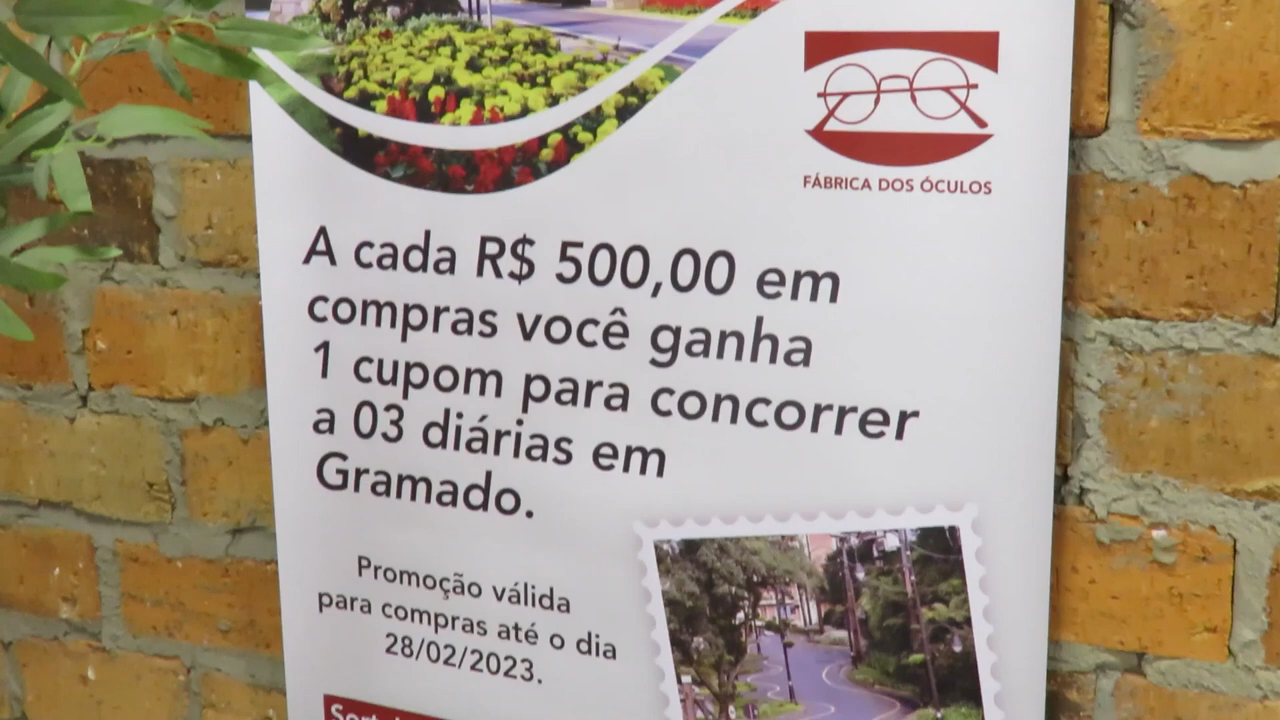 FÁBRICA DOS ÓCULOS
A cada R$ 500,00 em
compras você ganha
1 cupom para concorrer
a 03 diárias em
Gramado.
Promoção válida
para compras até o dia
28/02/2023.